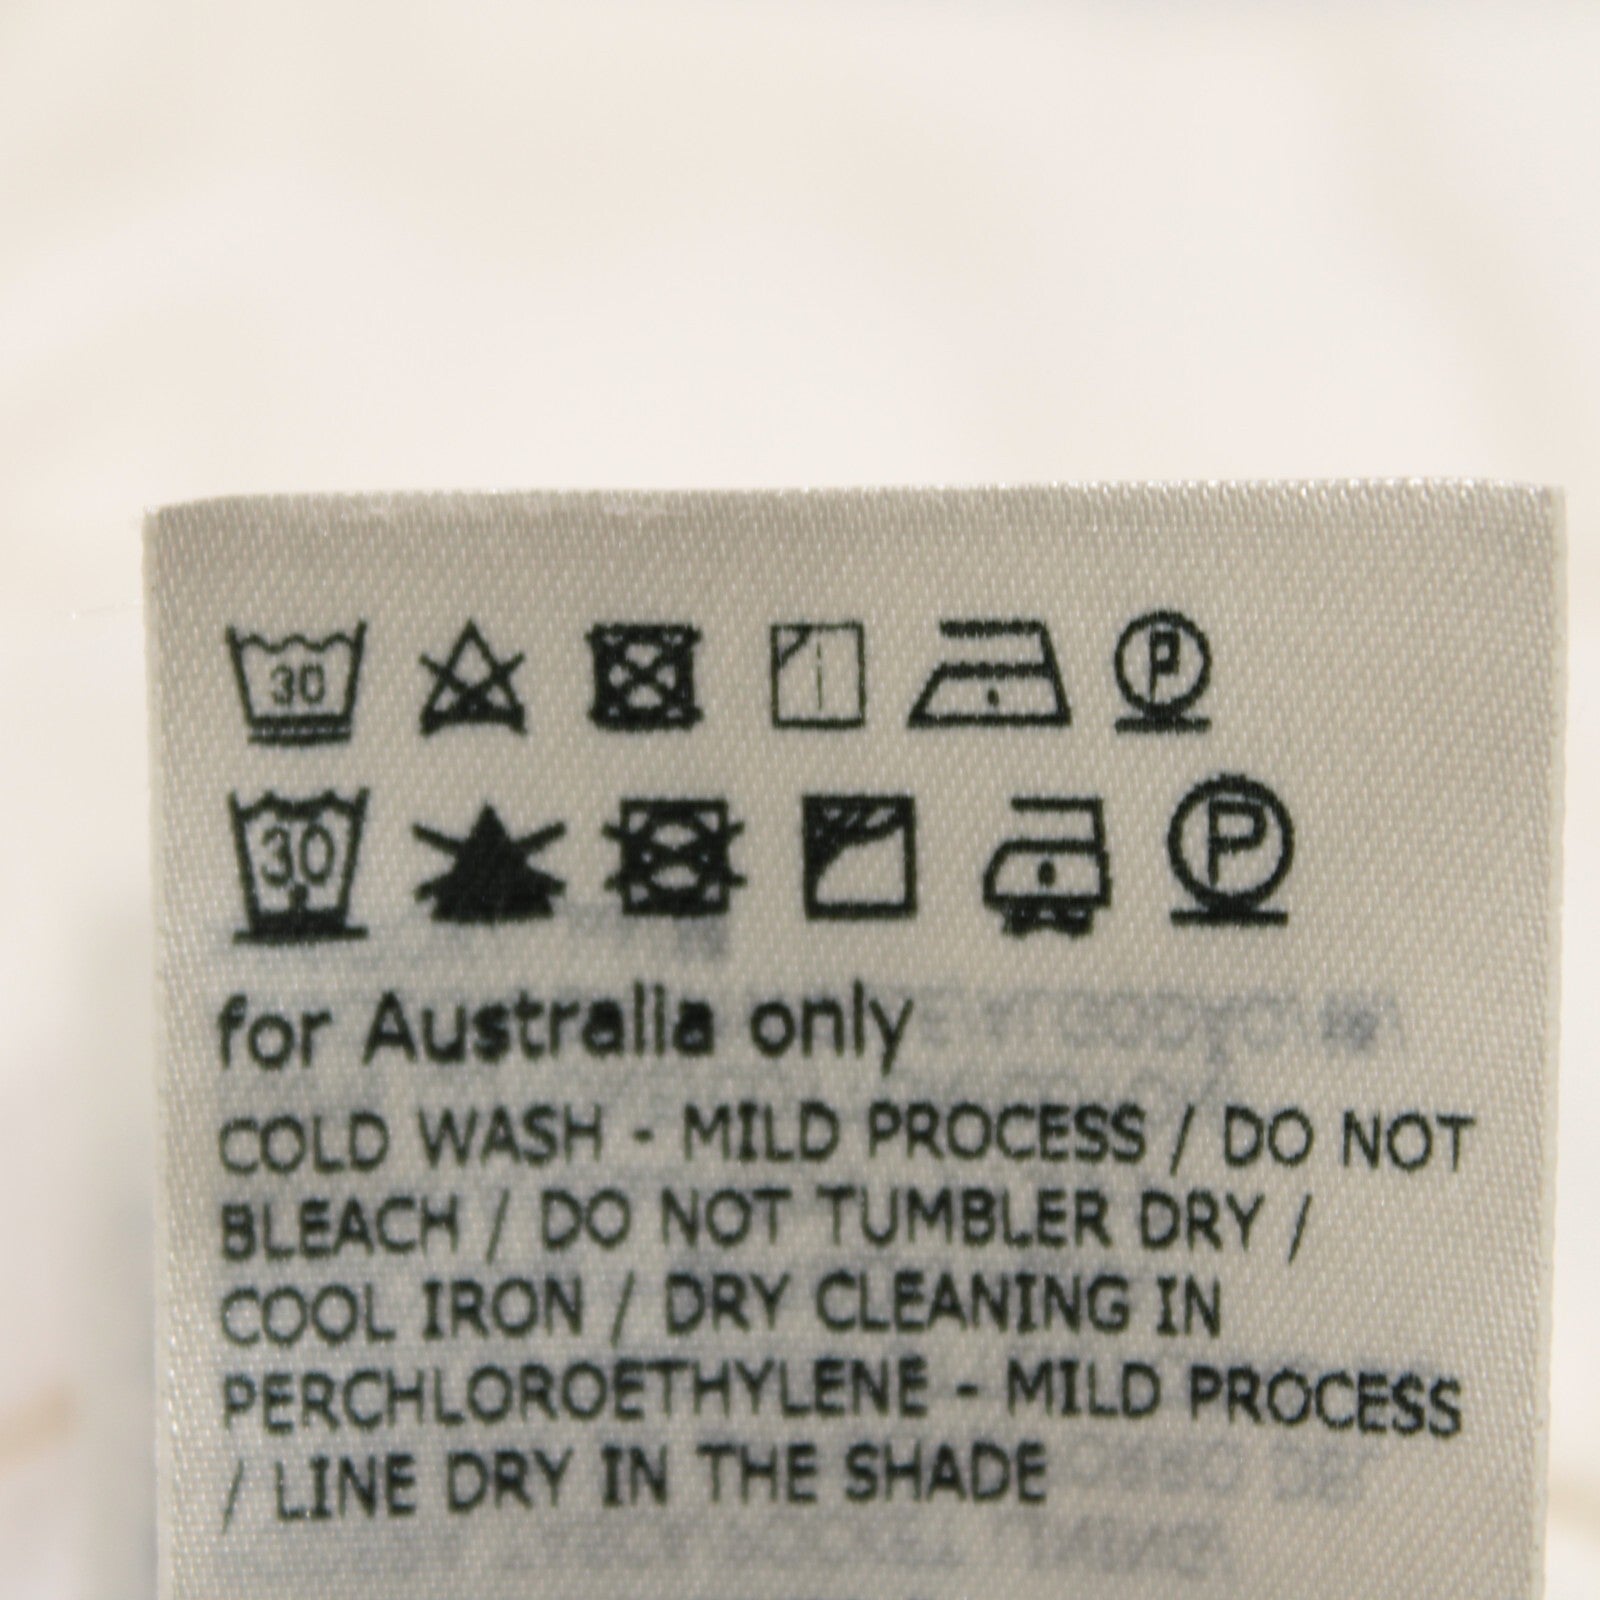 30 P
30 P
for Australia only
COLD WASH - MILD PROCESS / DO NOT
BLEACH / DO NOT TUMBLER DRY /
COOL IRON / DRY CLEANING IN
PERCHLOROETHYLENE - MILD PROCESS
/ LINE DRY IN THE SHADE